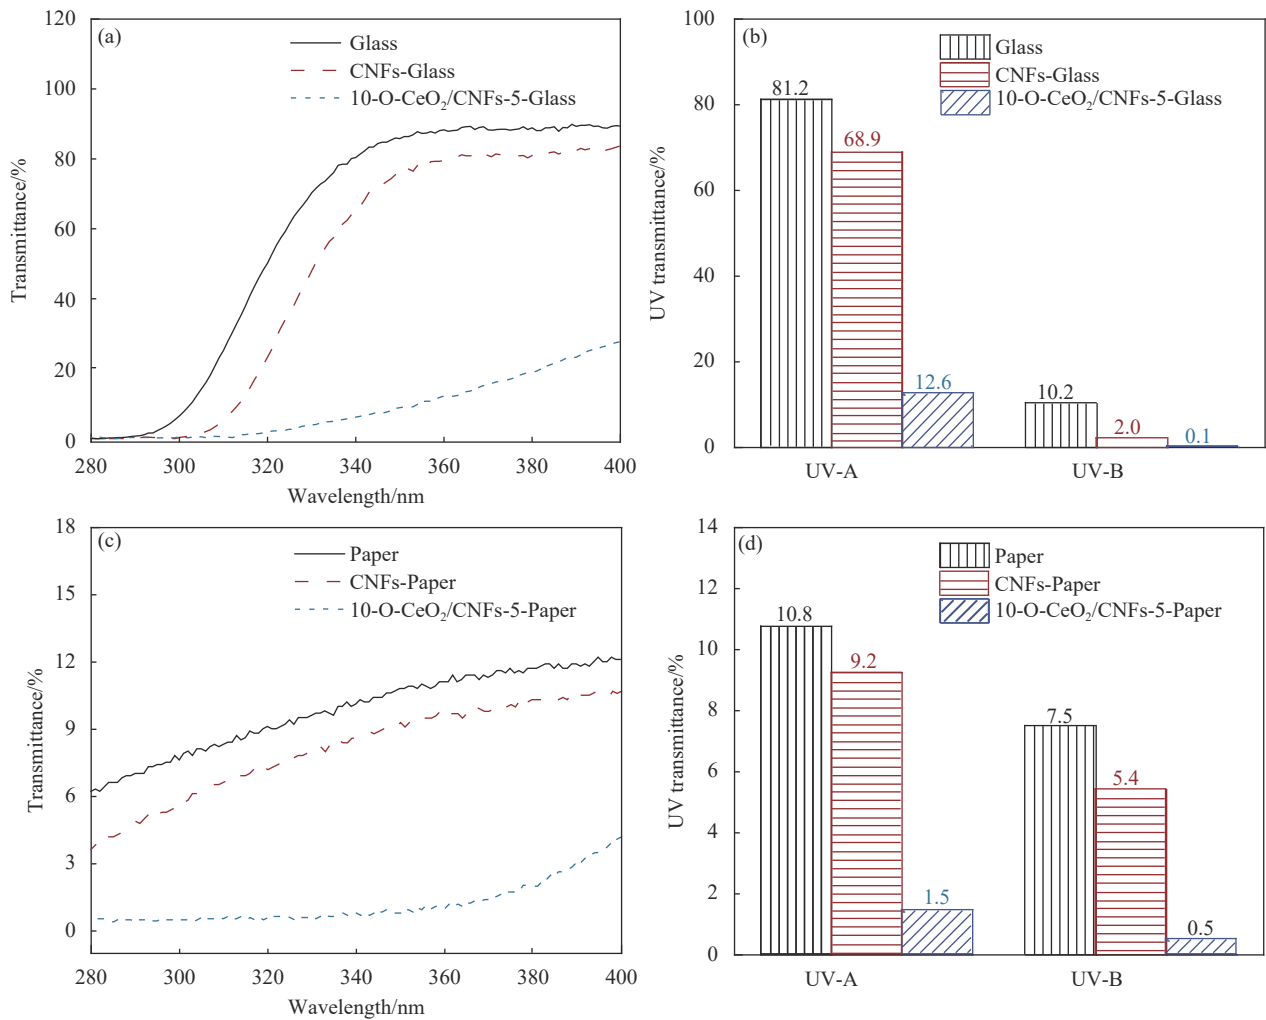 (a)
Glass
CNFs-Glass
10-O-CeO₂/CNFs-5-Glass
120
100
80
60
40
20
0
Transmittance/%
280 300 320 340 360 380 400
Wavelength/nm
(b)
Glass
CNFs-Glass
10-O-CeO₂/CNFs-5-Glass
100
80
60
40
20
0
UV transmittance/%
81.2
68.9
12.6
10.2
2.0
0.1
UV-A UV-B
(c)
Paper
CNFs-Paper
10-O-CeO₂/CNFs-5-Paper
18
15
12
9
6
3
0
Transmittance/%
280 300 320 340 360 380 400
Wavelength/nm
(d)
Paper
CNFs-Paper
10-O-CeO₂/CNFs-5-Paper
14
12
10
8
6
4
2
0
UV transmittance/%
10.8
9.2
1.5
7.5
5.4
0.5
UV-A UV-B